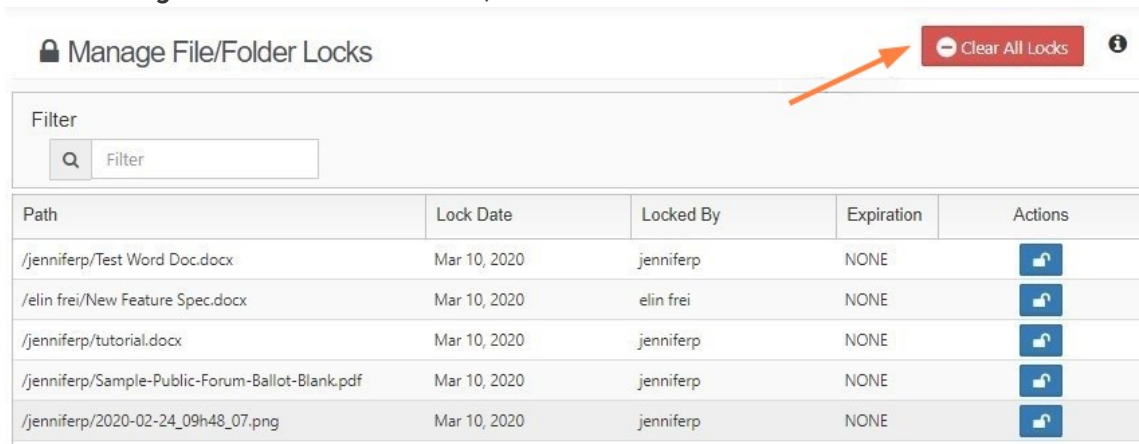 Manage File/Folder Locks
Clear All Locks
Filter
Filter
Path Lock Date Locked By Expiration Actions
/jenniferp/Test Word Doc.docx Mar 10, 2020 jenniferp NONE
/elin frei/New Feature Spec.docx Mar 10, 2020 elin frei NONE
/jenniferp/tutorial.docx Mar 10, 2020 jenniferp NONE
/jenniferp/Sample-Public-Forum-Ballot-Blank.pdf Mar 10, 2020 jenniferp NONE
/jenniferp/2020-02-24_09h48_07.png Mar 10, 2020 jenniferp NONE